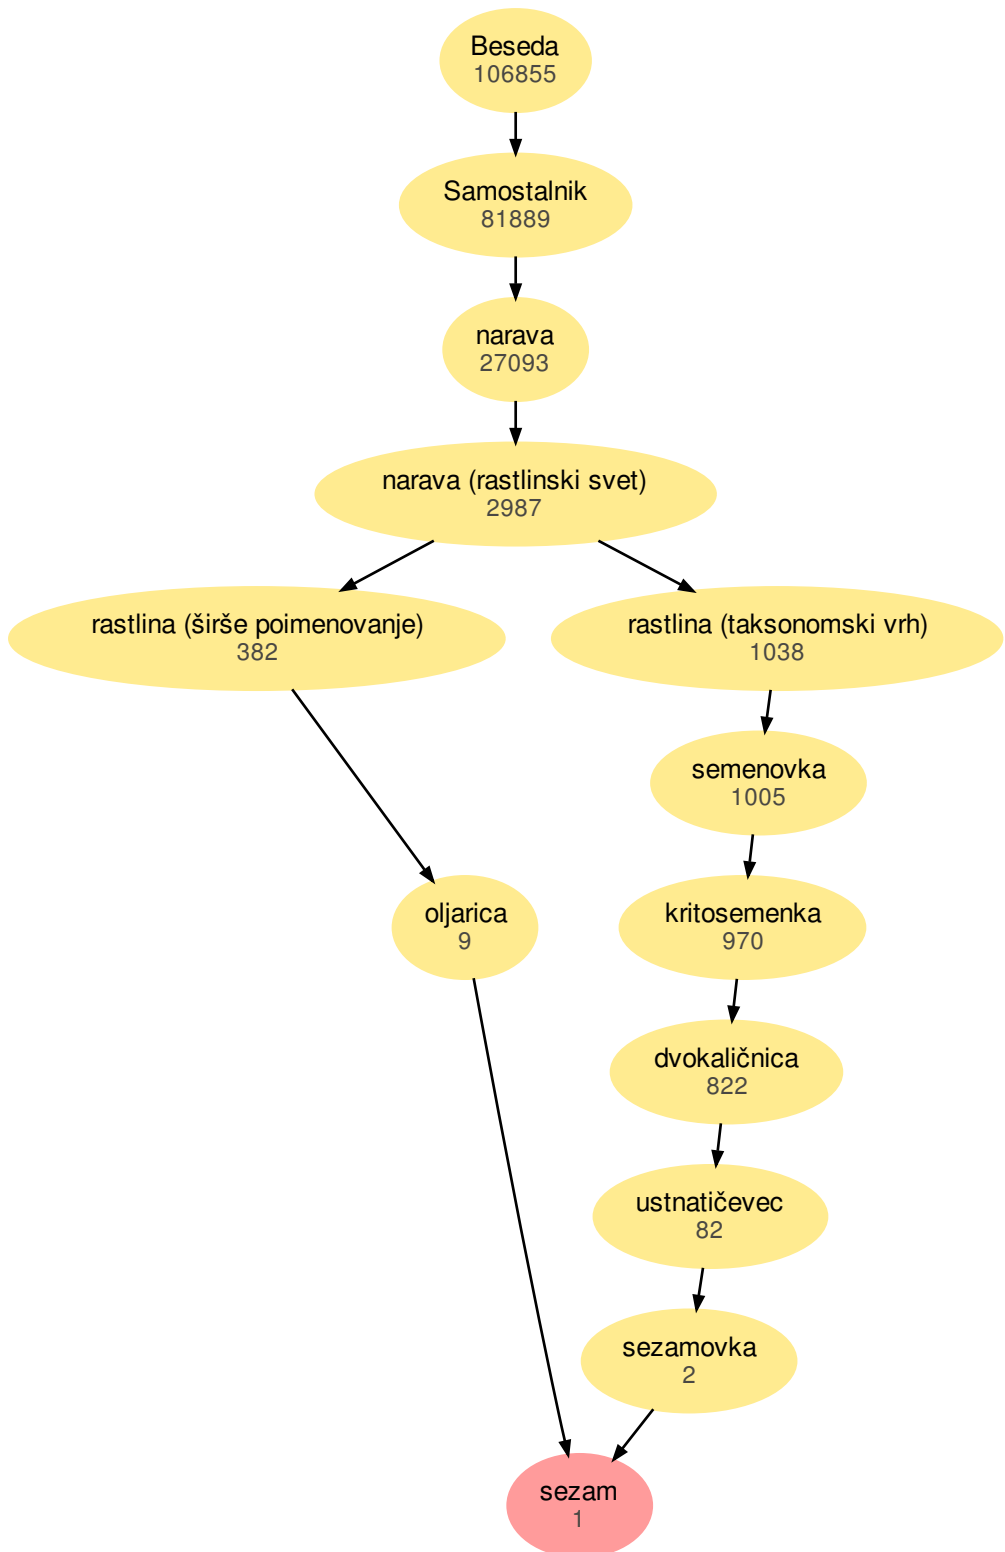 Beseda
106855
Samostalnik
81889
narava
27093
narava (rastlinski svet)
2987
rastlina (širše poimenovanje)
382
rastlina (taksonomski vrh)
1038
semenovka
1005
oljarica
9
kritosemenka
970
dvokaličnica
822
ustnatičevec
82
sezamovka
2
sezam
1